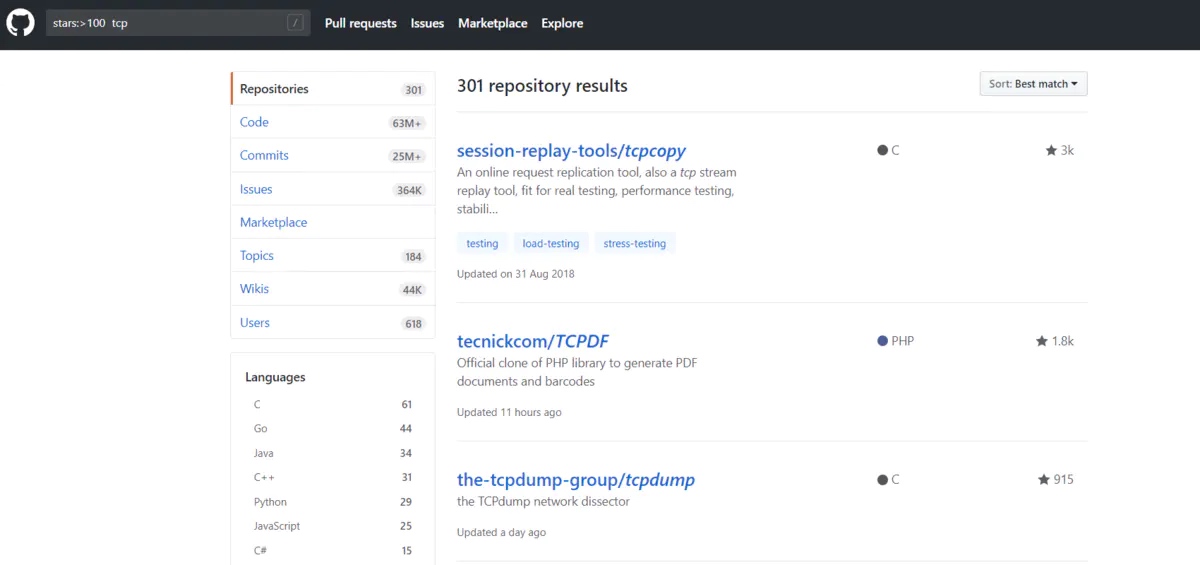 stars:>100 tcp /
Pull requests Issues Marketplace Explore
Repositories 301
Code 63M+
Commits 25M+
Issues 364K
Marketplace
Topics 184
Wikis 44K
Users 618
Languages
C 61
Go 44
Java 34
C++ 31
Python 29
JavaScript 25
C# 15
301 repository results
Sort: Best match
session-replay-tools/tcpcopy
C
3k
An online request replication tool, also a tcp stream
replay tool, fit for real testing, performance testing,
stabili...
testing load-testing stress-testing
Updated on 31 Aug 2018
tecnickcom/TCPDF
PHP
1.8k
Official clone of PHP library to generate PDF
documents and barcodes
Updated 11 hours ago
the-tcpdump-group/tcpdump
C
915
the TCPdump network dissector
Updated a day ago